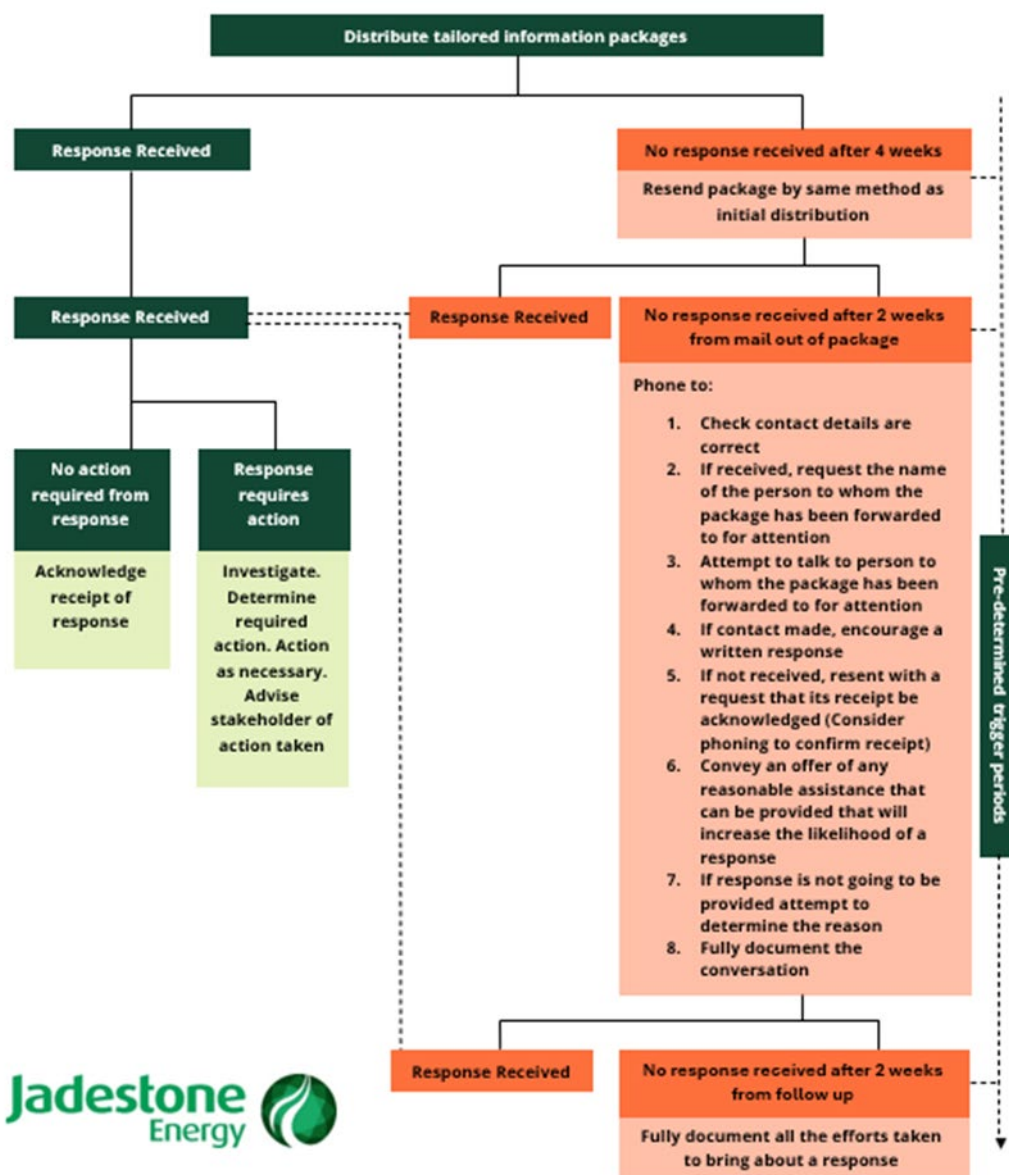 Distribute tailored information packages
Response Received
No response received after 4 weeks
Resend package by same method as
initial distribution
Response Received
Response Received
No response received after 2 weeks
from mail out of package
Phone to:
1. Check contact details are
correct
2. If received, request the name
of the person to whom the
package has been forwarded
to for attention
3. Attempt to talk to person to
whom the package has been
forwarded to for attention
4. If contact made, encourage a
written response
5. If not received, resent with a
request that its receipt be
acknowledged (Consider
phoning to confirm receipt)
6. Convey an offer of any
reasonable assistance that
can be provided that will
increase the likelihood of a
response
7. If response is not going to be
provided attempt to
determine the reason
8. Fully document the
conversation
No action
required from
response
Acknowledge
receipt of
response
Response
requires
action
Investigate.
Determine
required
action. Action
as necessary.
Advise
stakeholder of
action taken
Pre-determined trigger periods
Response Received
No response received after 2 weeks
from follow up
Fully document all the efforts taken
to bring about a response
Jadestone
Energy